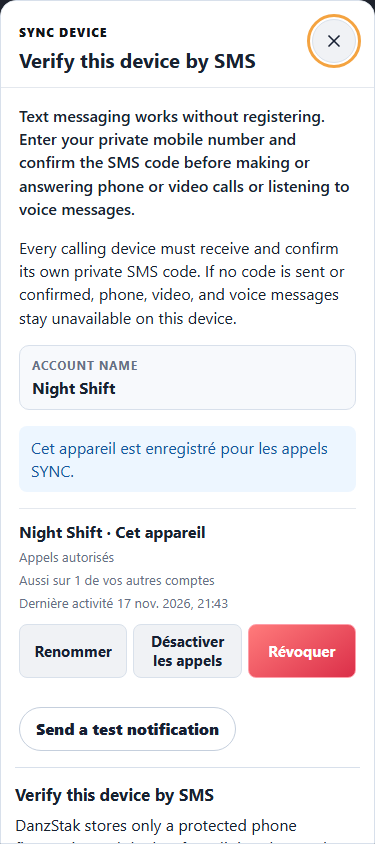 SYNC DEVICE
Verify this device by SMS
Text messaging works without registering.
Enter your private mobile number and
confirm the SMS code before making or
answering phone or video calls or listening to
voice messages.
Every calling device must receive and confirm
its own private SMS code. If no code is sent or
confirmed, phone, video, and voice messages
stay unavailable on this device.
ACCOUNT NAME
Night Shift
Cet appareil est enregistré pour les appels
SYNC.
Night Shift · Cet appareil
Appels autorisés
Aussi sur 1 de vos autres comptes
Dernière activité 17 nov. 2026, 21:43
Renommer
Désactiver
les appels
Révoquer
Send a test notification
Verify this device by SMS
DanzStak stores only a protected phone